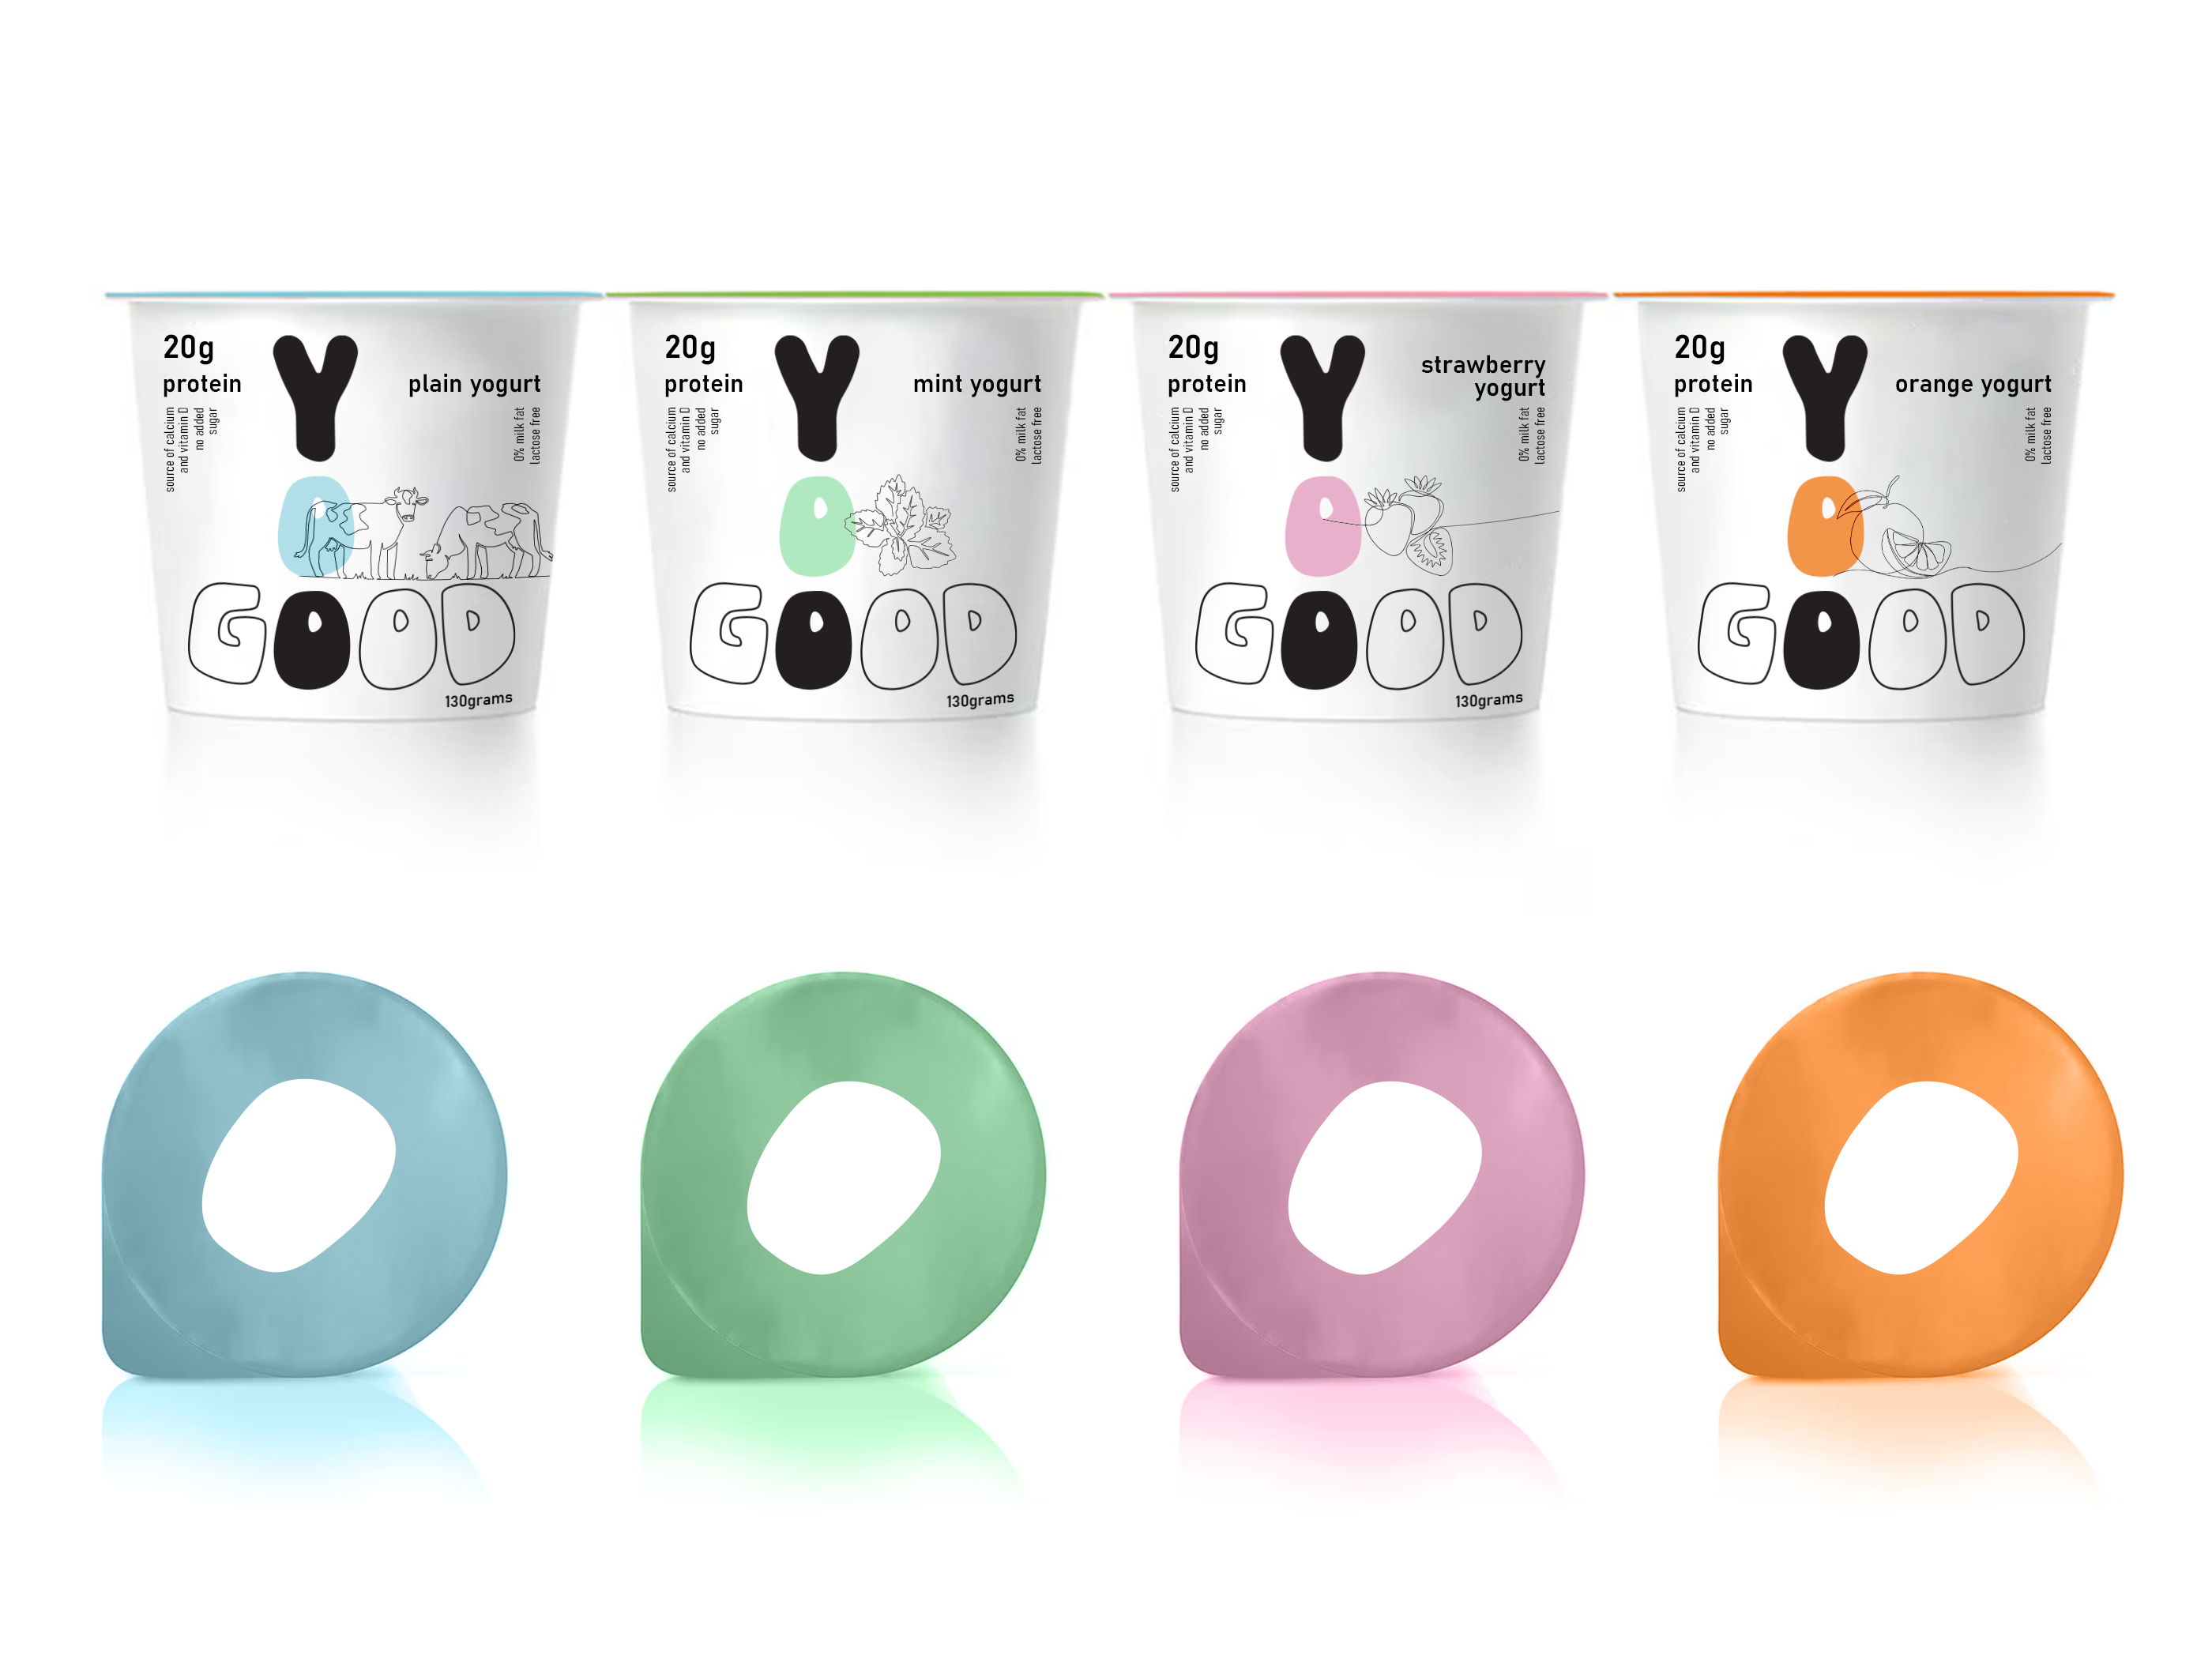 20g
protein
source of calcium
and vitamin D
no added
sugar
Y
O
GOOD
plain yogurt
0% milk fat
lactose free
130grams
20g
protein
source of calcium
and vitamin D
no added
sugar
Y
O
GOOD
mint yogurt
0% milk fat
lactose free
130grams
20g
protein
source of calcium
and vitamin D
no added
sugar
Y
O
GOOD
strawberry
yogurt
0% milk fat
lactose free
130grams
20g
protein
source of calcium
and vitamin D
no added
sugar
Y
O
GOOD
orange yogurt
0% milk fat
lactose free